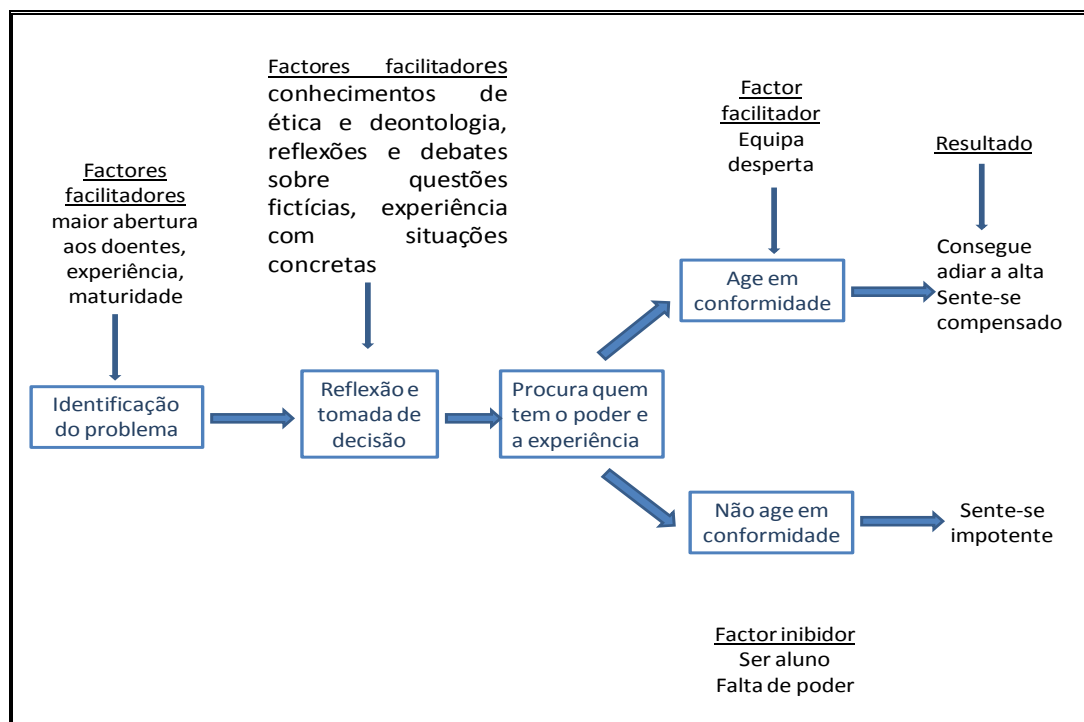 Factores facilitadores
conhecimentos de
ética e deontologia,
reflexões e debates
sobre questões
fictícias, experiência
com situações
concretas
Factores
facilitadores
maior abertura
aos doentes,
experiência,
maturidade
Factor
facilitador
Equipa
desperta
Resultado
Identificação
do problema
Reflexão e
tomada de
decisão
Procura quem
tem o poder e
a experiência
Age em
conformidade
Consegue
adiar a alta
Sente-se
compensado
Não age em
conformidade
Sente-se
impotente
Factor inibidor
Ser aluno
Falta de poder